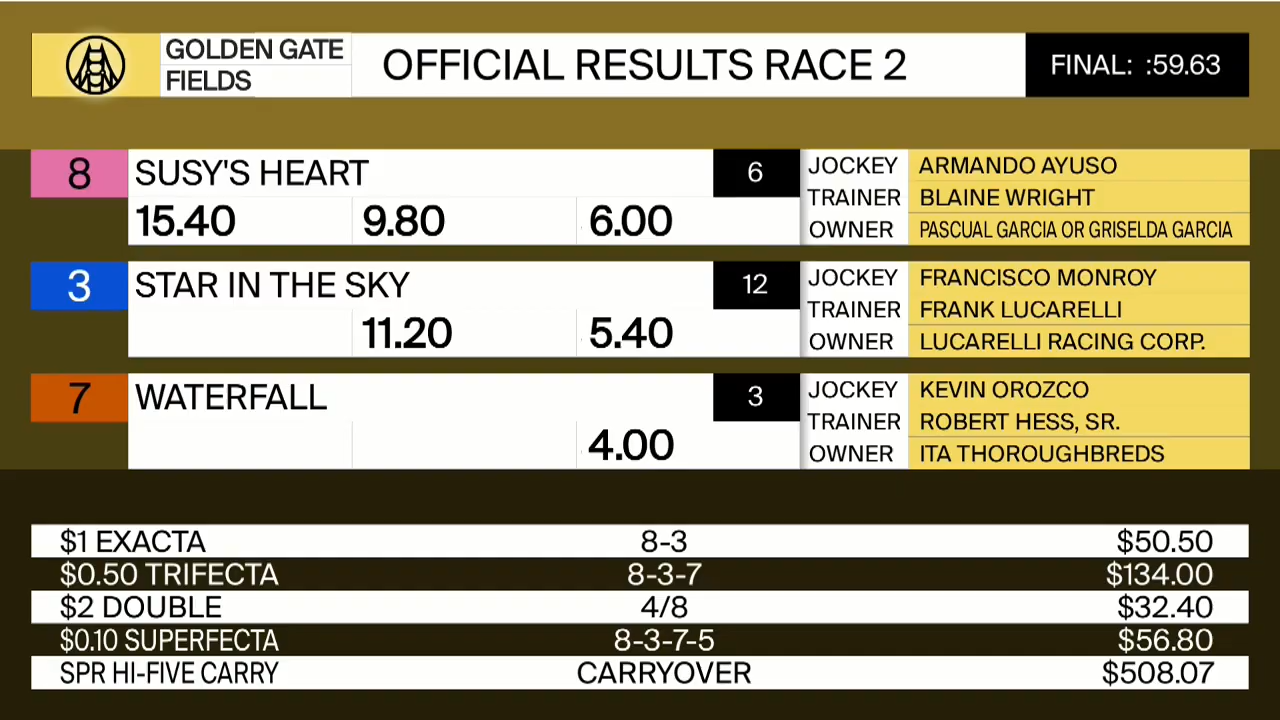 GOLDEN GATE
FIELDS
OFFICIAL RESULTS RACE 2
FINAL: :59.63
8 SUSY'S HEART 6
15.40 9.80 6.00
JOCKEY ARMANDO AYUSO
TRAINER BLAINE WRIGHT
OWNER PASCUAL GARCIA OR GRISELDA GARCIA
3 STAR IN THE SKY 12
11.20 5.40
JOCKEY FRANCISCO MONROY
TRAINER FRANK LUCARELLI
OWNER LUCARELLI RACING CORP.
7 WATERFALL 3
4.00
JOCKEY KEVIN OROZCO
TRAINER ROBERT HESS, SR.
OWNER ITA THOROUGHBREDS
$1 EXACTA 8-3 $50.50
$0.50 TRIFECTA 8-3-7 $134.00
$2 DOUBLE 4/8 $32.40
$0.10 SUPERFECTA 8-3-7-5 $56.80
SPR HI-FIVE CARRY CARRYOVER $508.07